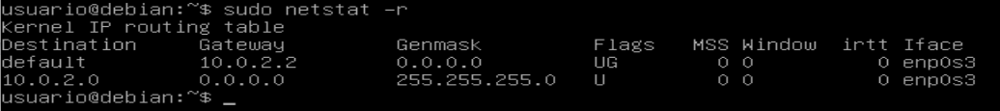 usuario@debian:~$ sudo netstat -r
Kernel IP routing table
Destination     Gateway         Genmask         Flags   MSS Window  irtt Iface
default         10.0.2.2        0.0.0.0         UG        0 0          0 enp0s3
10.0.2.0        0.0.0.0         255.255.255.0   U         0 0          0 enp0s3
usuario@debian:~$ _